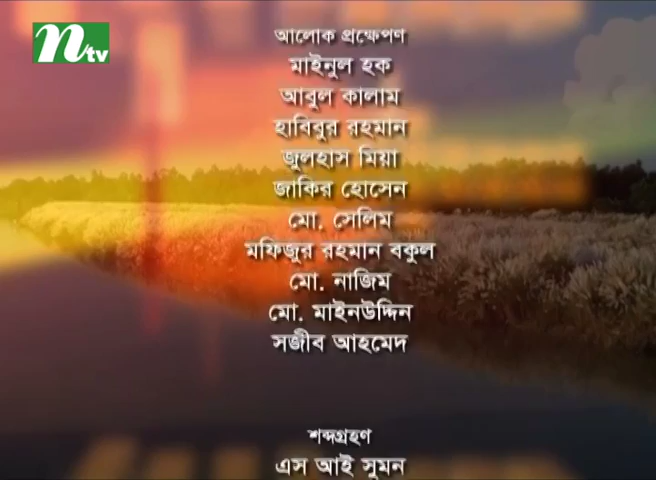 ntv
আলোক প্রক্ষেপণ
মাইনুল হক
আবুল কালাম
হাবিবুর রহমান
জুলহাস মিয়া
জাকির হোসেন
মো. সেলিম
মফিজুর রহমান বকুল
মো. নাজিম
মো. মাইনউদ্দিন
সজীব আহমেদ
শব্দগ্রহণ
এস আই সুমন